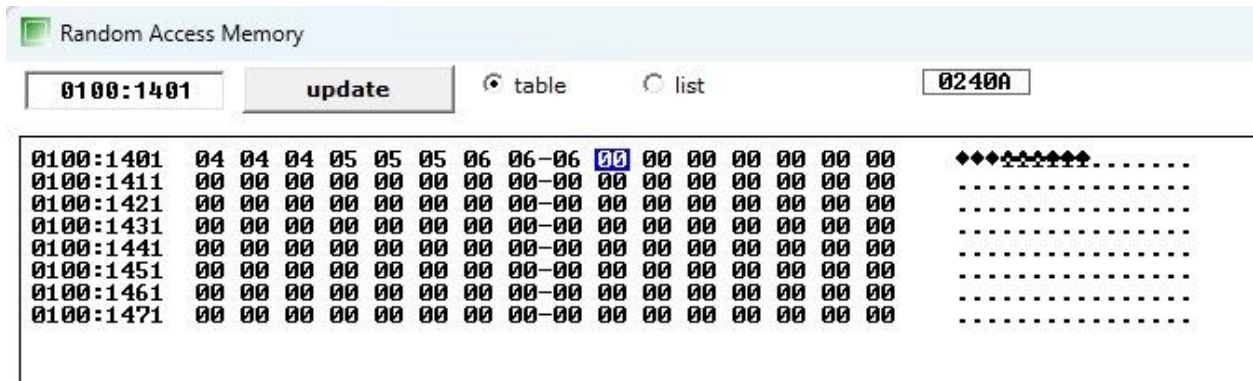 Random Access Memory
0100:1401 update table list 0240A
0100:1401 04 04 04 05 05 05 06 06-06 00 00 00 00 00 00 00 ♦♦♦♣♣♣♠♠♠.......
0100:1411 00 00 00 00 00 00 00 00-00 00 00 00 00 00 00 00 ................
0100:1421 00 00 00 00 00 00 00 00-00 00 00 00 00 00 00 00 ................
0100:1431 00 00 00 00 00 00 00 00-00 00 00 00 00 00 00 00 ................
0100:1441 00 00 00 00 00 00 00 00-00 00 00 00 00 00 00 00 ................
0100:1451 00 00 00 00 00 00 00 00-00 00 00 00 00 00 00 00 ................
0100:1461 00 00 00 00 00 00 00 00-00 00 00 00 00 00 00 00 ................
0100:1471 00 00 00 00 00 00 00 00-00 00 00 00 00 00 00 00 ................